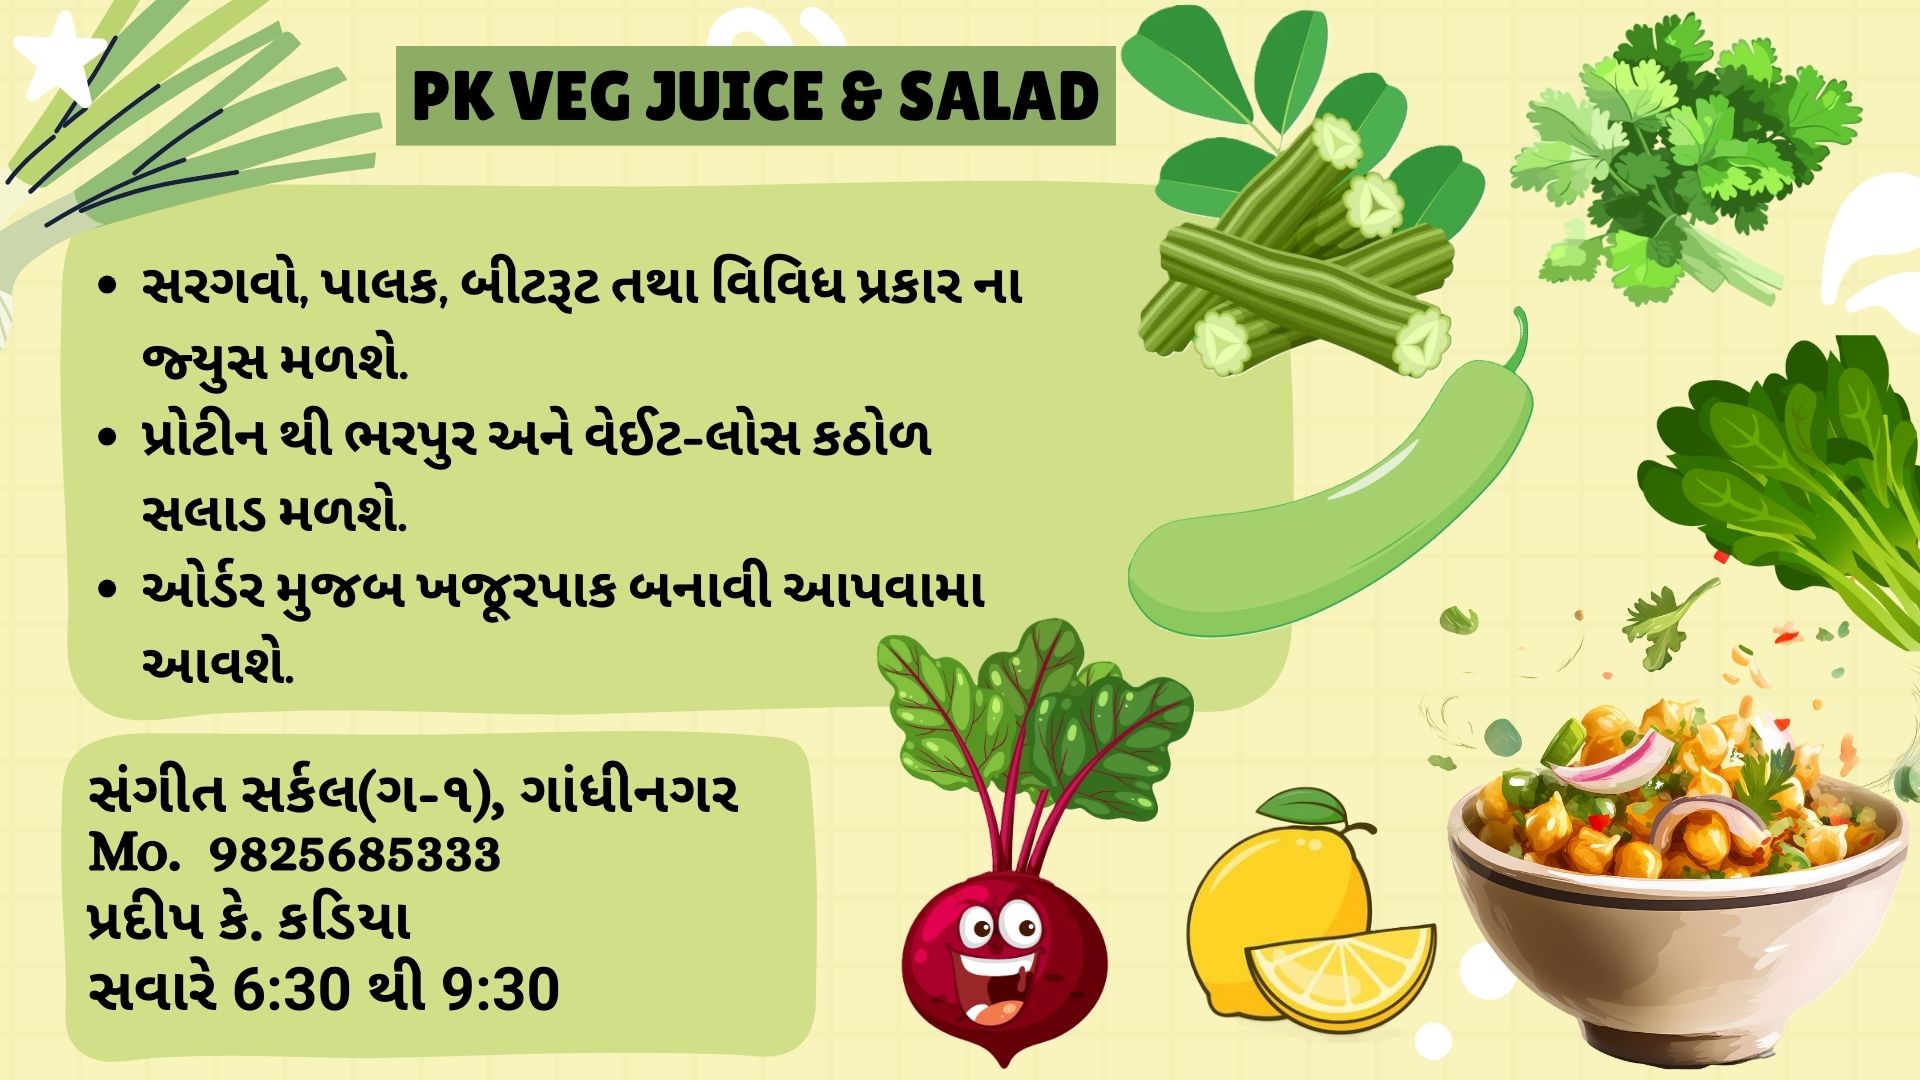 PK VEG JUICE & SALAD
• સરગવો, પાલક, બીટરૂટ તથા વિવિધ પ્રકાર ના
જ્યુસ મળશે.
• પ્રોટીન થી ભરપુર અને વેઈટ-લોસ કઠોળ
સલાડ મળશે.
• ઓર્ડર મુજબ ખજૂરપાક બનાવી આપવામા
આવશે.
સંગીત સર્કલ(ગ-૧), ગાંધીનગર
Mo. 9825685333
પ્રદીપ કે. કડિયા
સવારે 6:30 થી 9:30